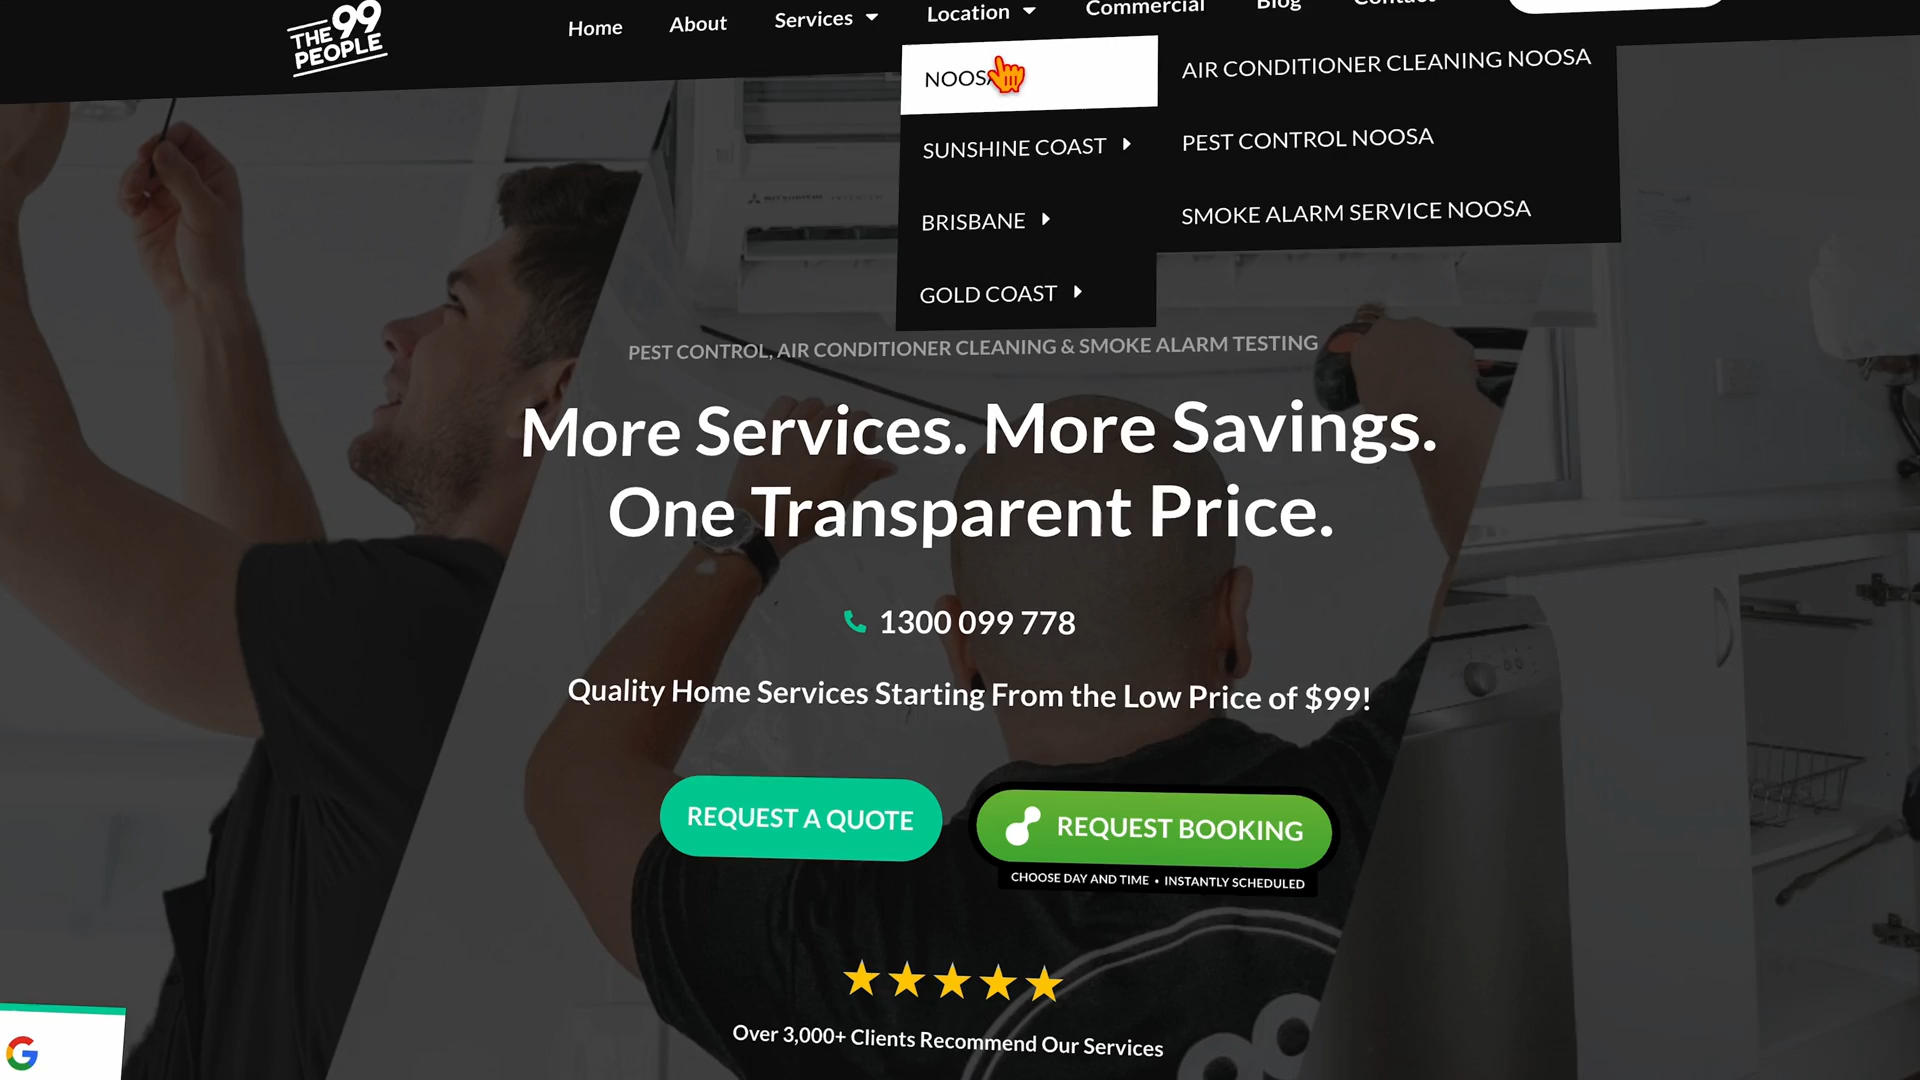 THE 99
PEOPLE
Home
About
Services
Location
Commercial
Blog
Contact
NOOSA
SUNSHINE COAST
BRISBANE
GOLD COAST
AIR CONDITIONER CLEANING NOOSA
PEST CONTROL NOOSA
SMOKE ALARM SERVICE NOOSA
PEST CONTROL, AIR CONDITIONER CLEANING & SMOKE ALARM TESTING
More Services. More Savings.
One Transparent Price.
1300 099 778
Quality Home Services Starting From the Low Price of $99!
REQUEST A QUOTE
REQUEST BOOKING
CHOOSE DAY AND TIME • INSTANTLY SCHEDULED
Over 3,000+ Clients Recommend Our Services
G